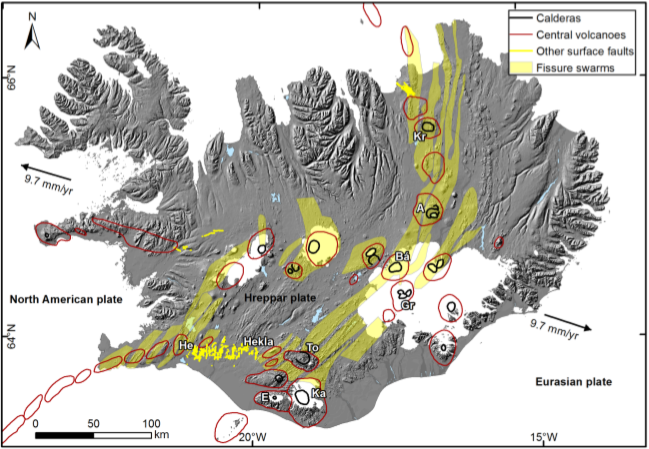 N
Calderas
Central volcanoes
Other surface faults
Fissure swarms
66°N
Kr
9.7 mm/yr
A
Bá
North American plate
Hreppar plate
Gr
9.7 mm/yr
64°N
He
Hekla
To
Eurasian plate
E
Ka
0 50 100
km
20°W
15°W